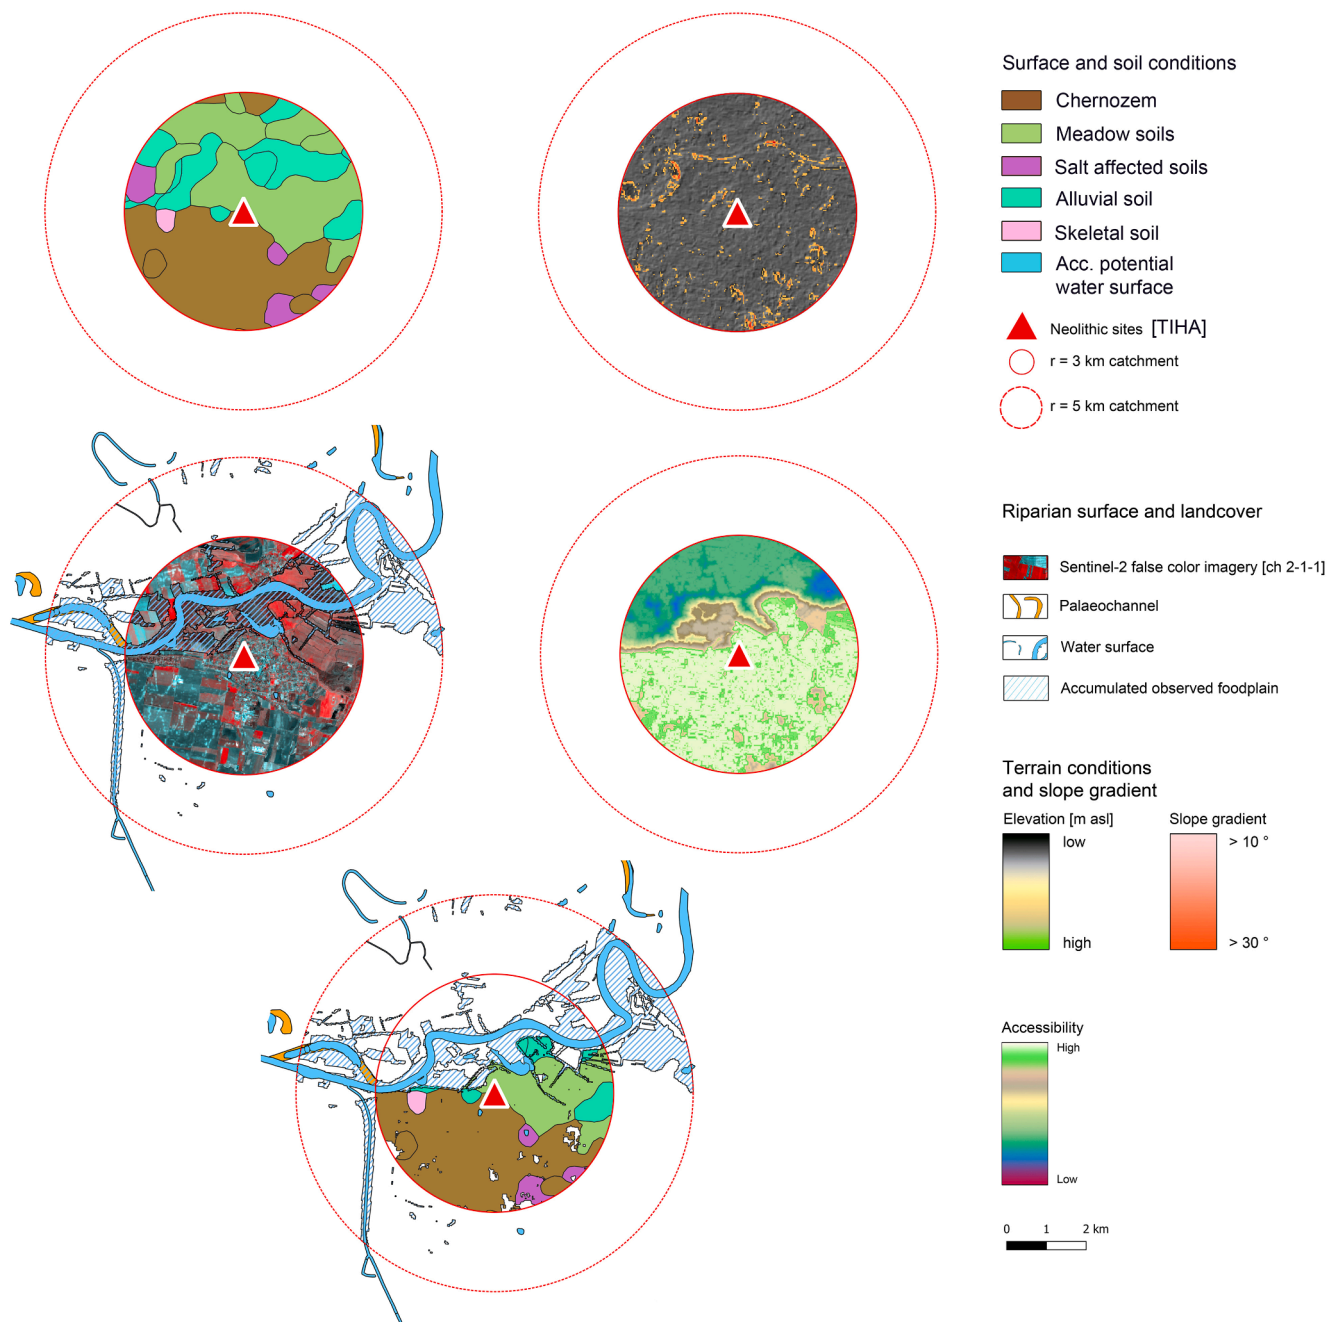 Surface and soil conditions
Chernozem
Meadow soils
Salt affected soils
Alluvial soil
Skeletal soil
Acc. potential
water surface
Neolithic sites [TIHA]
r = 3 km catchment
r = 5 km catchment
Riparian surface and landcover
Sentinel-2 false color imagery [ch 2-1-1]
Palaeochannel
Water surface
Accumulated observed foodplain
Terrain conditions
and slope gradient
Elevation [m asl] Slope gradient
low > 10 °
high > 30 °
Accessibility
High
Low
0 1 2 km